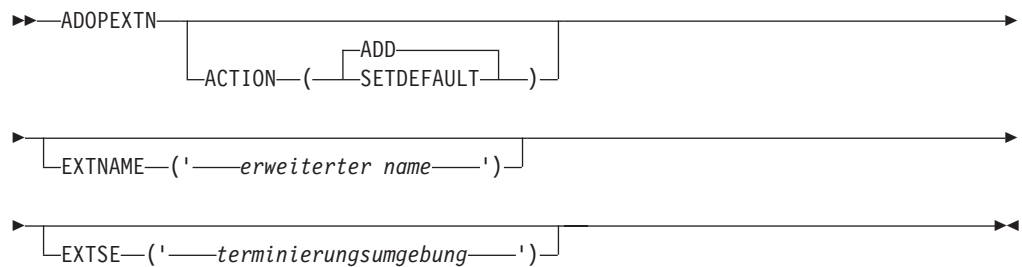 ADOPEXTN
ADD
ACTION ( SETDEFAULT )
EXTNAME (' erweiterter name ')
EXTSE (' terminierungsumgebung ')